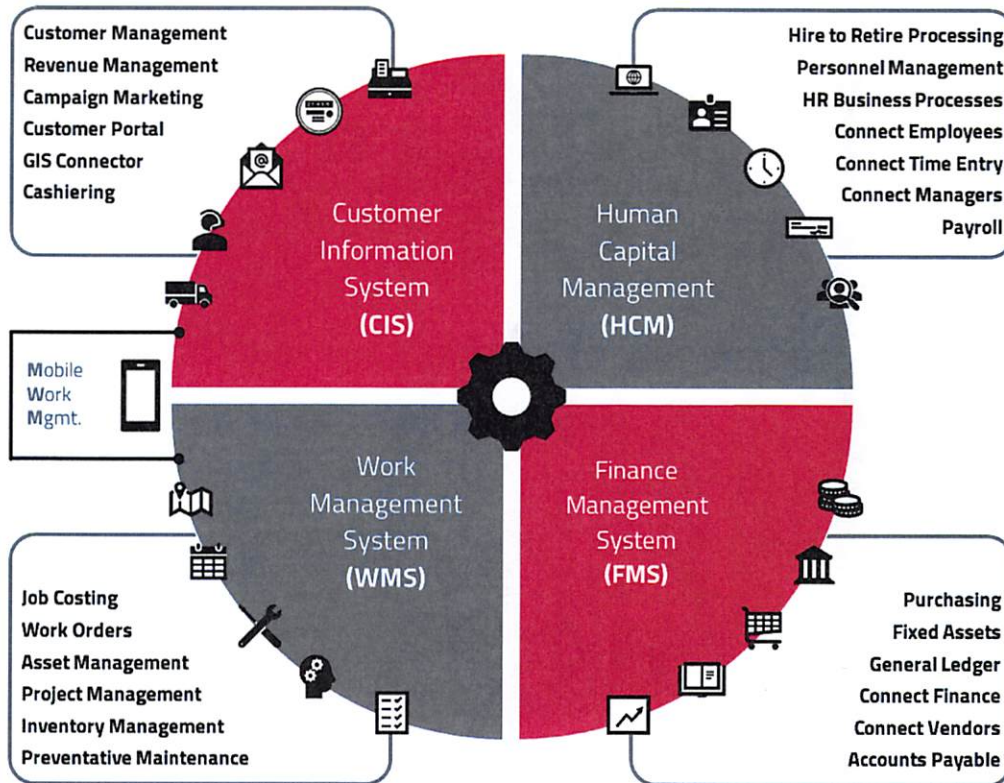 Customer Management
Revenue Management
Campaign Marketing
Customer Portal
GIS Connector
Cashiering
Hire to Retire Processing
Personnel Management
HR Business Processes
Connect Employees
Connect Time Entry
Connect Managers
Payroll
Customer
Information
System
(CIS)
Human
Capital
Management
(HCM)
Mobile
Work
Mgmt.
Work
Management
System
(WMS)
Finance
Management
System
(FMS)
Job Costing
Work Orders
Asset Management
Project Management
Inventory Management
Preventative Maintenance
Purchasing
Fixed Assets
General Ledger
Connect Finance
Connect Vendors
Accounts Payable